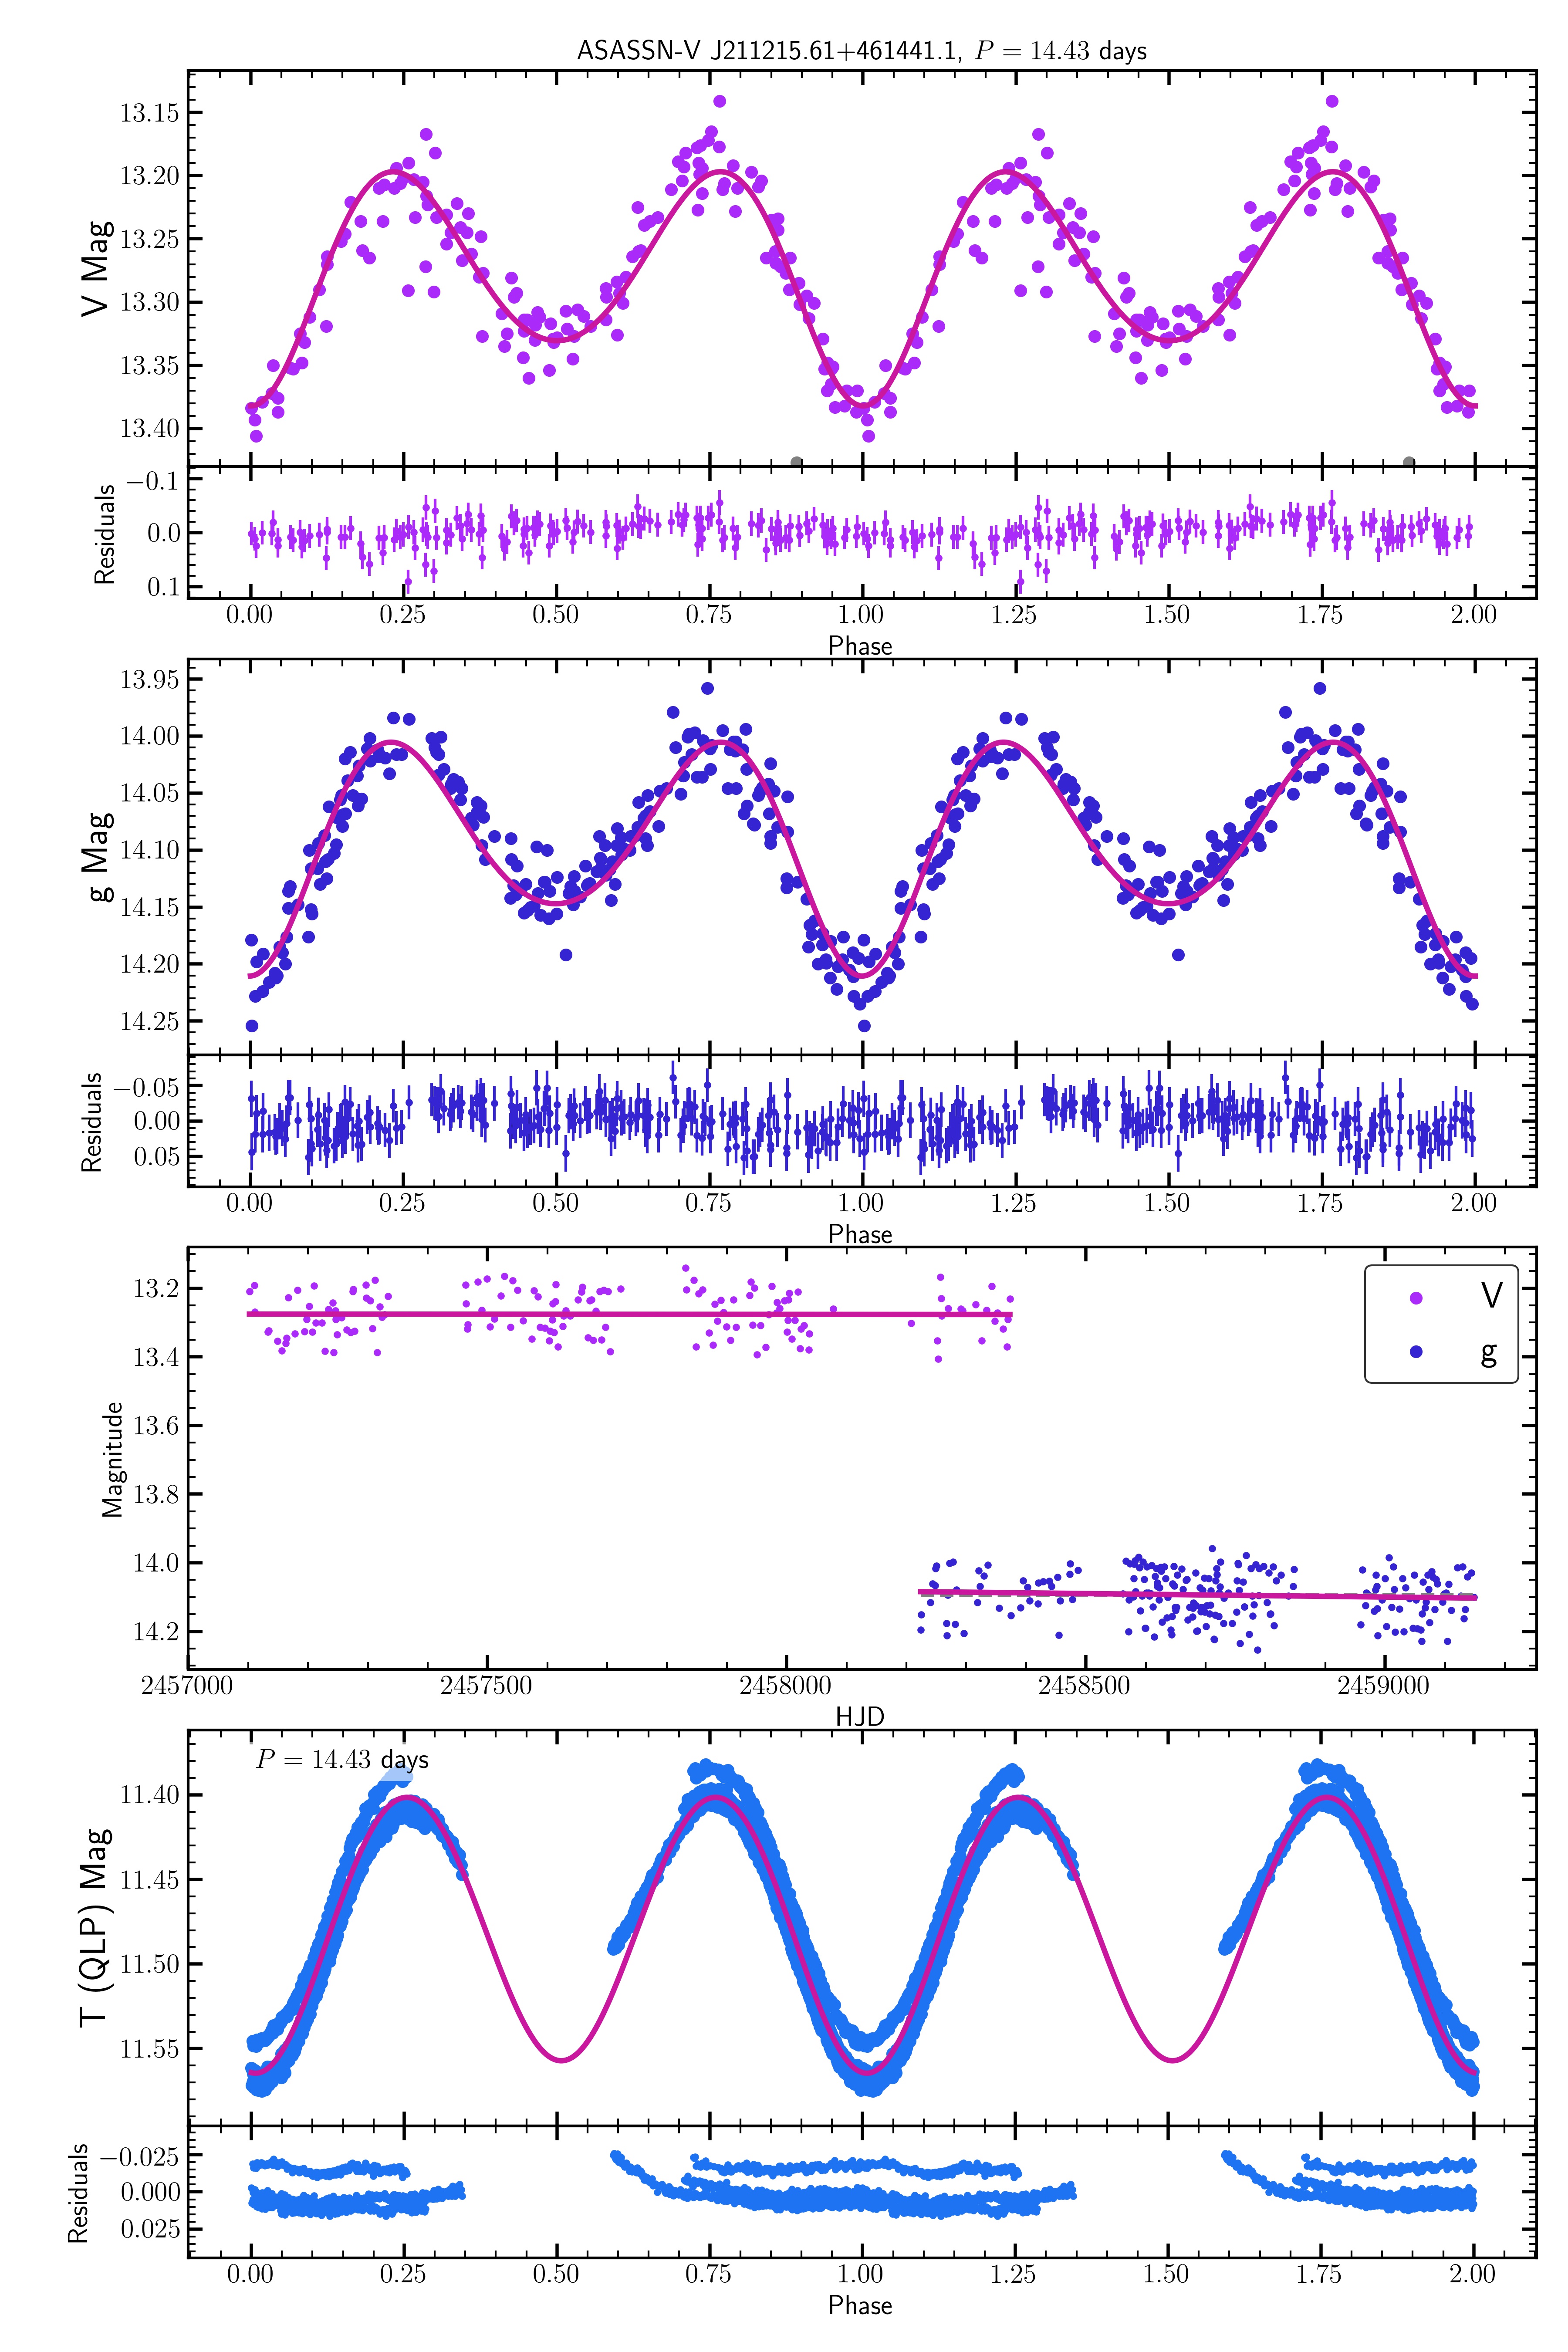 ASASSN-V J211215.61+461441.1, P = 14.43 days
V Mag
13.15
13.20
13.25
13.30
13.35
13.40
Residuals
−0.1
0.0
0.1
0.00 0.25 0.50 0.75 1.00 1.25 1.50 1.75 2.00
Phase
g Mag
13.95
14.00
14.05
14.10
14.15
14.20
14.25
Residuals
−0.05
0.00
0.05
0.00 0.25 0.50 0.75 1.00 1.25 1.50 1.75 2.00
Phase
Magnitude
13.2
13.4
13.6
13.8
14.0
14.2
V
g
2457000 2457500 2458000 2458500 2459000
HJD
P = 14.43 days
T (QLP) Mag
11.40
11.45
11.50
11.55
Residuals
−0.025
0.000
0.025
0.00 0.25 0.50 0.75 1.00 1.25 1.50 1.75 2.00
Phase